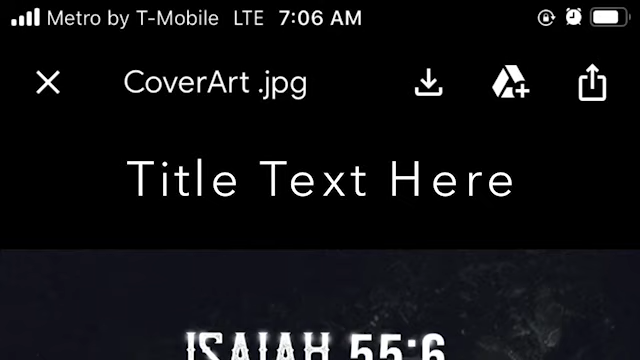 Metro by T-Mobile LTE 7:06 AM
CoverArt .jpg
Title Text Here
ISAIAH 55:6